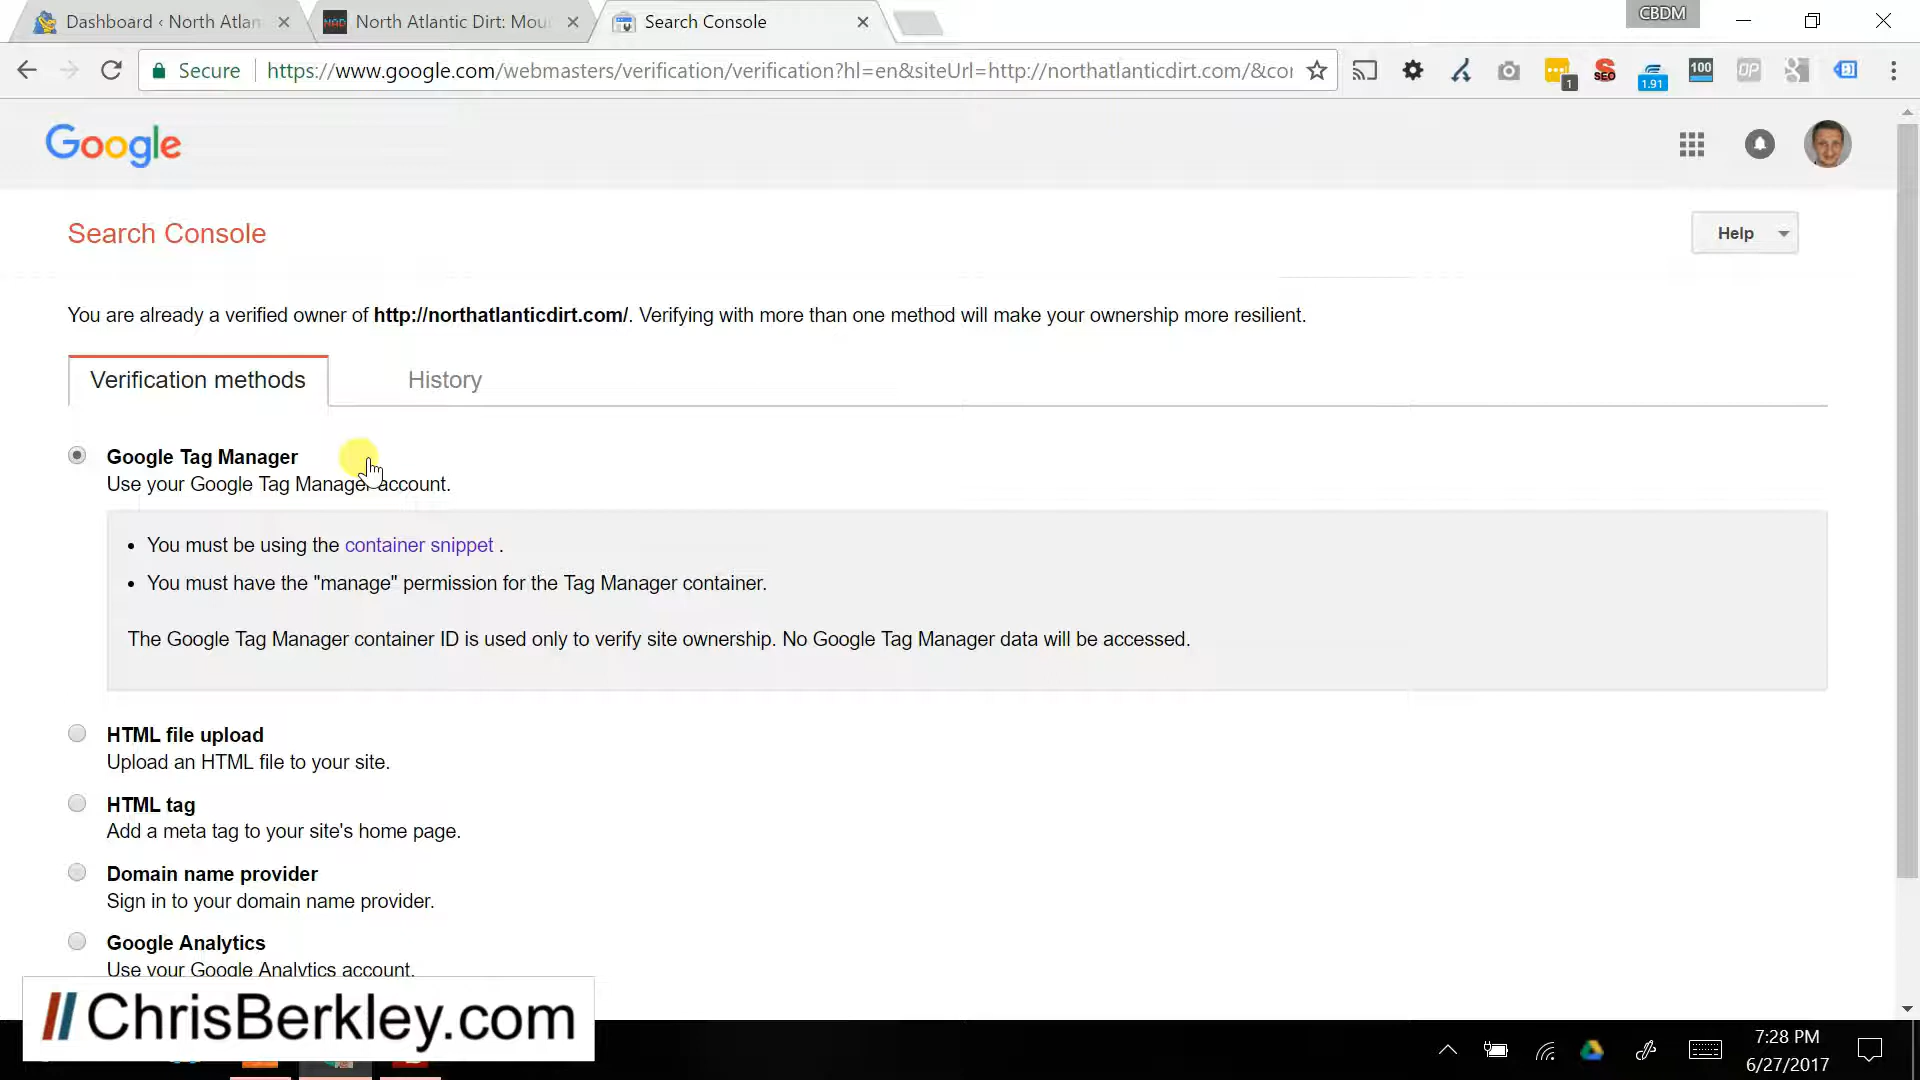 Dashboard ‹ North Atlan
North Atlantic Dirt: Mou
Search Console
CBDM
Secure
https://www.google.com/webmasters/verification/verification?hl=en&siteUrl=http://northatlanticdirt.com/&coı
1
SEO
1.91
100
OP
Google
Search Console
Help
You are already a verified owner of http://northatlanticdirt.com/. Verifying with more than one method will make your ownership more resilient.
Verification methods
History
Google Tag Manager
Use your Google Tag Manager account.
• You must be using the container snippet .
• You must have the "manage" permission for the Tag Manager container.
The Google Tag Manager container ID is used only to verify site ownership. No Google Tag Manager data will be accessed.
HTML file upload
Upload an HTML file to your site.
HTML tag
Add a meta tag to your site's home page.
Domain name provider
Sign in to your domain name provider.
Google Analytics
Use your Google Analytics account.
//ChrisBerkley.com
7:28 PM
6/27/2017